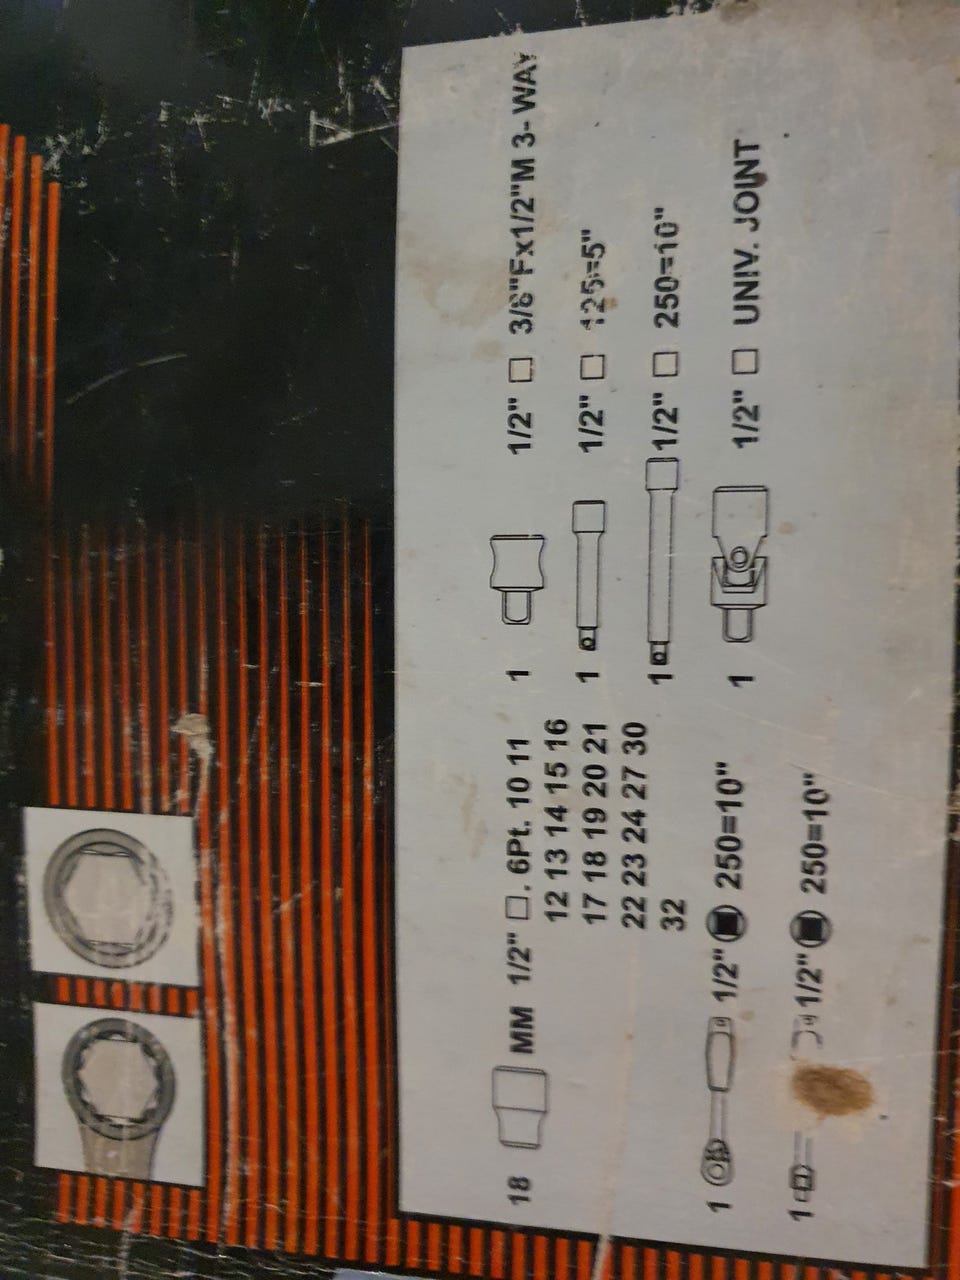 18 MM 1/2" □. 6Pt. 10 11
12 13 14 15 16
17 18 19 20 21
22 23 24 27 30
32
1 1/2" 250=10"
1 1/2" 250=10"
1 1/2" □ 3/8"Fx1/2"M 3-WAY
1 1/2" □ 125=5"
1 1/2" □ 250=10"
1 1/2" □ UNIV. JOINT